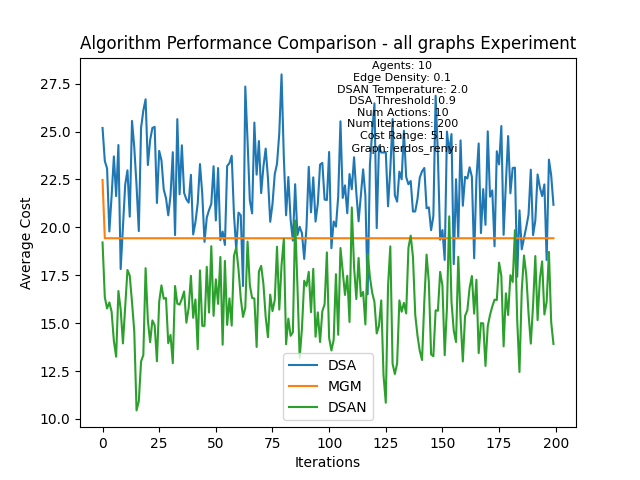 Algorithm Performance Comparison - all graphs Experiment
Agents: 10
Edge Density: 0.1
DSAN Temperature: 2.0
DSA Threshold: 0.9
Num Actions: 10
Num Iterations: 200
Cost Range: 51
Graph: erdos_renyi
Average Cost
27.5
25.0
22.5
20.0
17.5
15.0
12.5
10.0
DSA
MGM
DSAN
0 25 50 75 100 125 150 175 200
Iterations